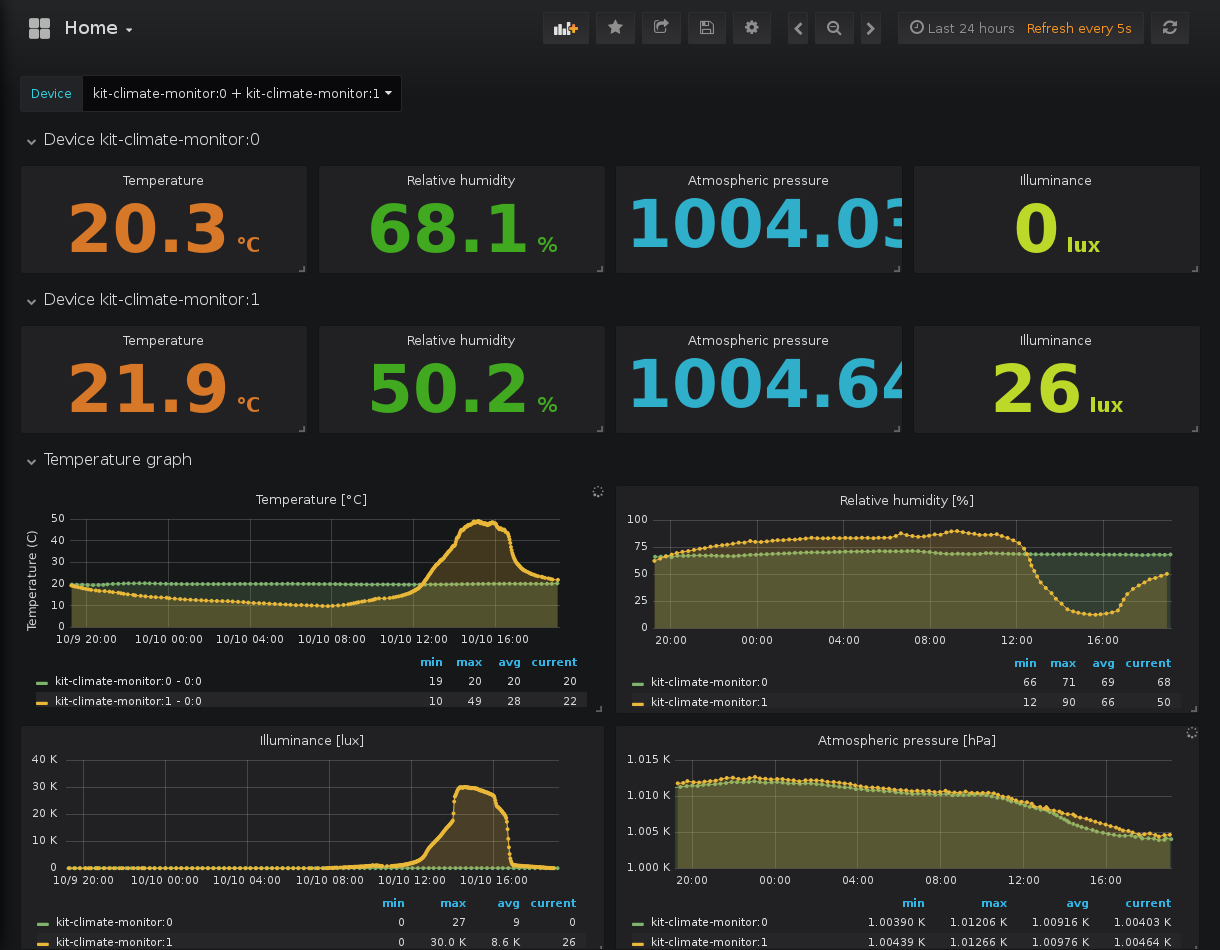 Home
Last 24 hours Refresh every 5s
Device kit-climate-monitor:0 + kit-climate-monitor:1
Device kit-climate-monitor:0
Temperature Relative humidity Atmospheric pressure Illuminance
20.3 °C 68.1 % 1004.03 0 lux
Device kit-climate-monitor:1
Temperature Relative humidity Atmospheric pressure Illuminance
21.9 °C 50.2 % 1004.64 26 lux
Temperature graph
Temperature [°C]
Temperature (C)
50
40
30
20
10
0
10/9 20:00 10/10 00:00 10/10 04:00 10/10 08:00 10/10 12:00 10/10 16:00
min max avg current
kit-climate-monitor:0 - 0:0 19 20 20 20
kit-climate-monitor:1 - 0:0 10 49 28 22
Relative humidity [%]
100
75
50
25
0
20:00 00:00 04:00 08:00 12:00 16:00
min max avg current
kit-climate-monitor:0 66 71 69 68
kit-climate-monitor:1 12 90 66 50
Illuminance [lux]
40 K
30 K
20 K
10 K
0
10/9 20:00 10/10 00:00 10/10 04:00 10/10 08:00 10/10 12:00 10/10 16:00
min max avg current
kit-climate-monitor:0 0 27 9 0
kit-climate-monitor:1 0 30.0 K 8.6 K 26
Atmospheric pressure [hPa]
1.015 K
1.010 K
1.005 K
1.000 K
20:00 00:00 04:00 08:00 12:00 16:00
min max avg current
kit-climate-monitor:0 1.00390 K 1.01206 K 1.00916 K 1.00403 K
kit-climate-monitor:1 1.00439 K 1.01266 K 1.00976 K 1.00464 K